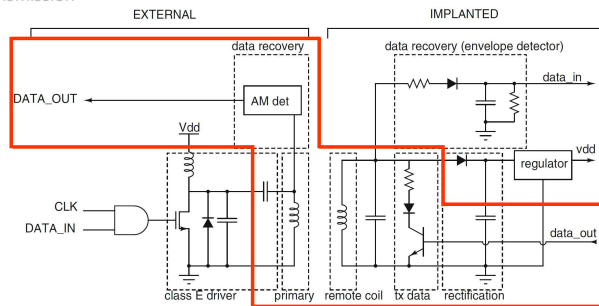 EXTERNAL
IMPLANTED
data recovery
data recovery (envelope detector)
DATA_OUT
AM det
data_in
Vdd
regulator
vdd
CLK
DATA_IN
data_out
class E driver
primary
remote coil
tx data
rectification